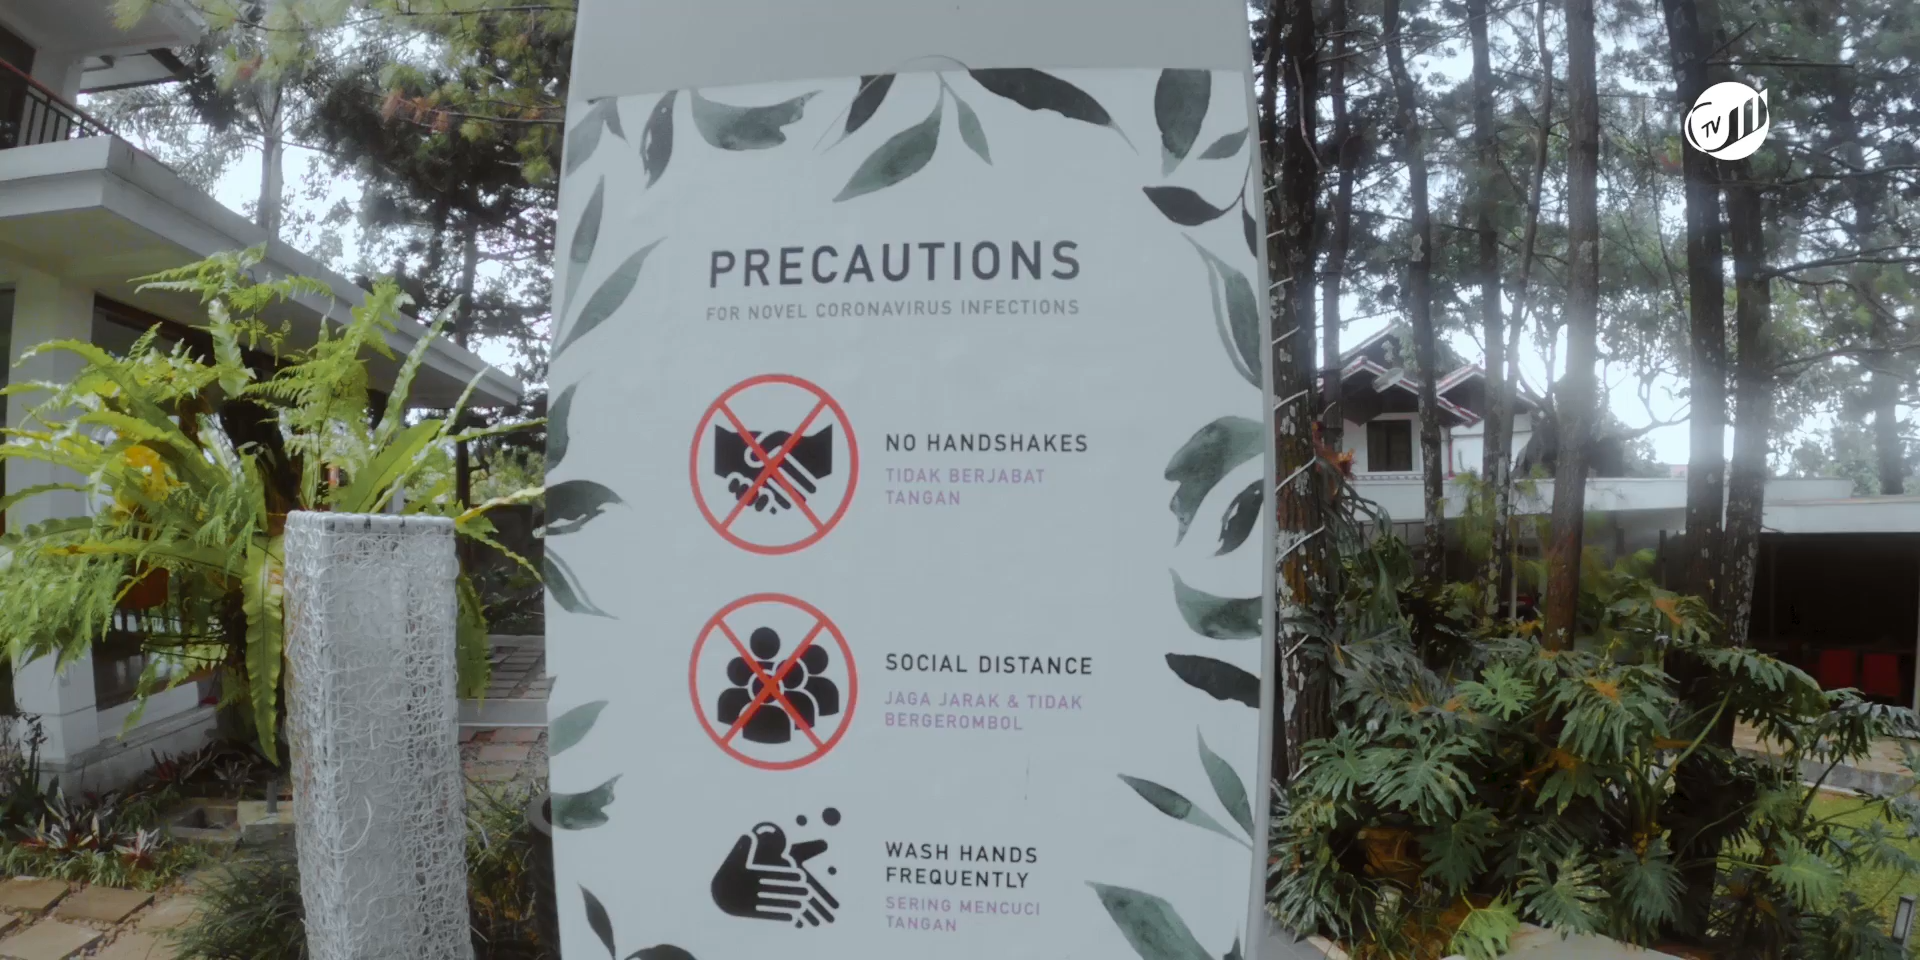 PRECAUTIONS
FOR NOVEL CORONAVIRUS INFECTIONS
NO HANDSHAKES
TIDAK BERJABAT
TANGAN
SOCIAL DISTANCE
JAGA JARAK & TIDAK
BERGEROMBOL
WASH HANDS
FREQUENTLY
SERING MENCUCI
TANGAN
TV